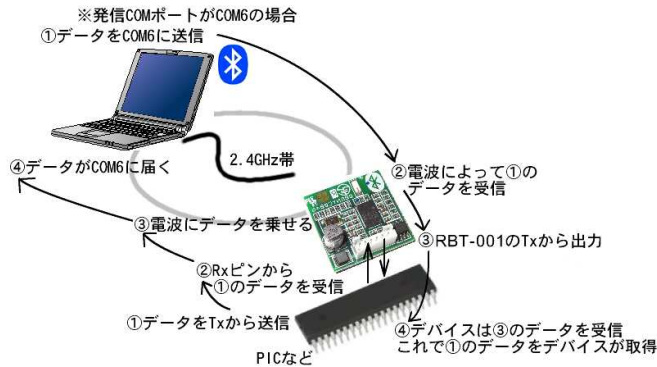 ※発信COMポートがCOM6の場合
①データをCOM6に送信
2.4GHz帯
②電波によって①の
データを受信
④データがCOM6に届く
③電波にデータを乗せる
③RBT-001のTxから出力
②Rxピンから
①のデータを受信
①データをTxから送信
④デバイスは③のデータを受信
これで①のデータをデバイスが取得
PICなど